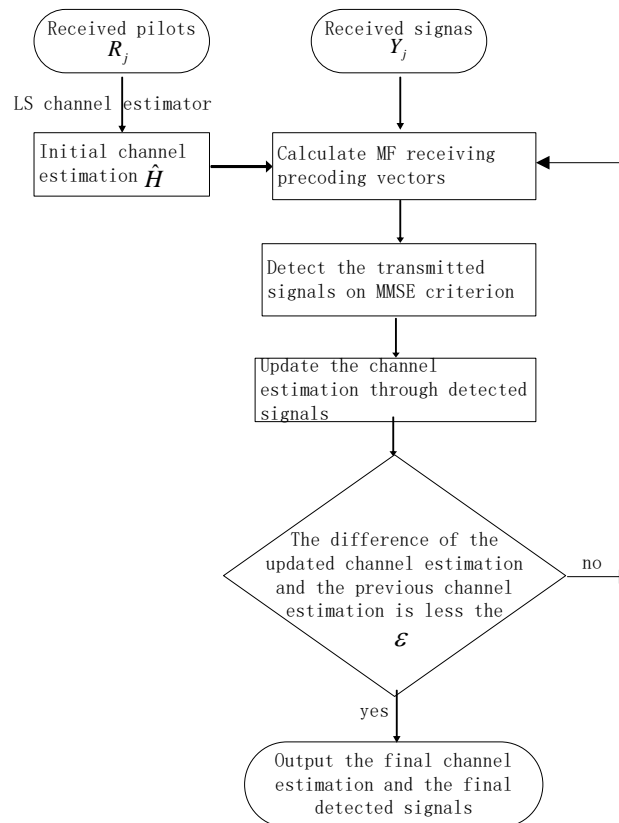 Received pilots
R_j
Received signas
Y_j
LS channel estimator
Initial channel
estimation Ĥ
Calculate MF receiving
precoding vectors
Detect the transmitted
signals on MMSE criterion
Update the channel
estimation through detected
signals
The difference of the
updated channel estimation
and the previous channel
estimation is less the
ε
no
yes
Output the final channel
estimation and the final
detected signals